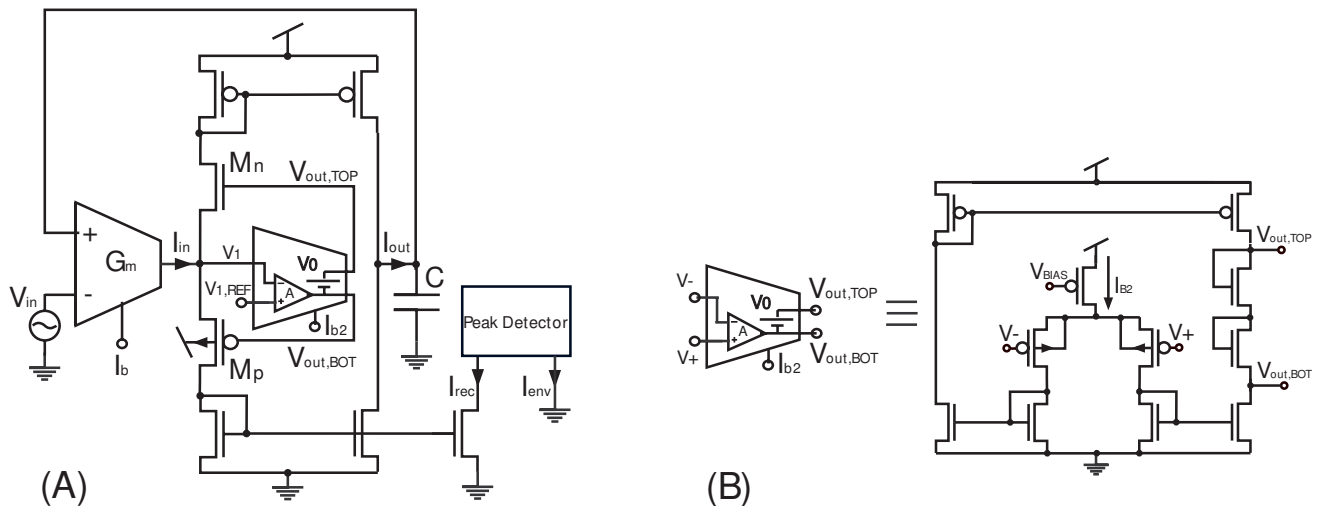 Mn
Vout,TOP
+
Gm
-
Iin
V1
V0
Iout
C
V1,REF
-
A
+
Vin
Ib
Ib2
Vout,BOT
Mp
Peak Detector
Irec
Ienv
(A)
V-
V+
-
A
+
V0
Vout,TOP
Vout,BOT
Ib2
VBIAS
IB2
V-
V+
Vout,TOP
Vout,BOT
(B)